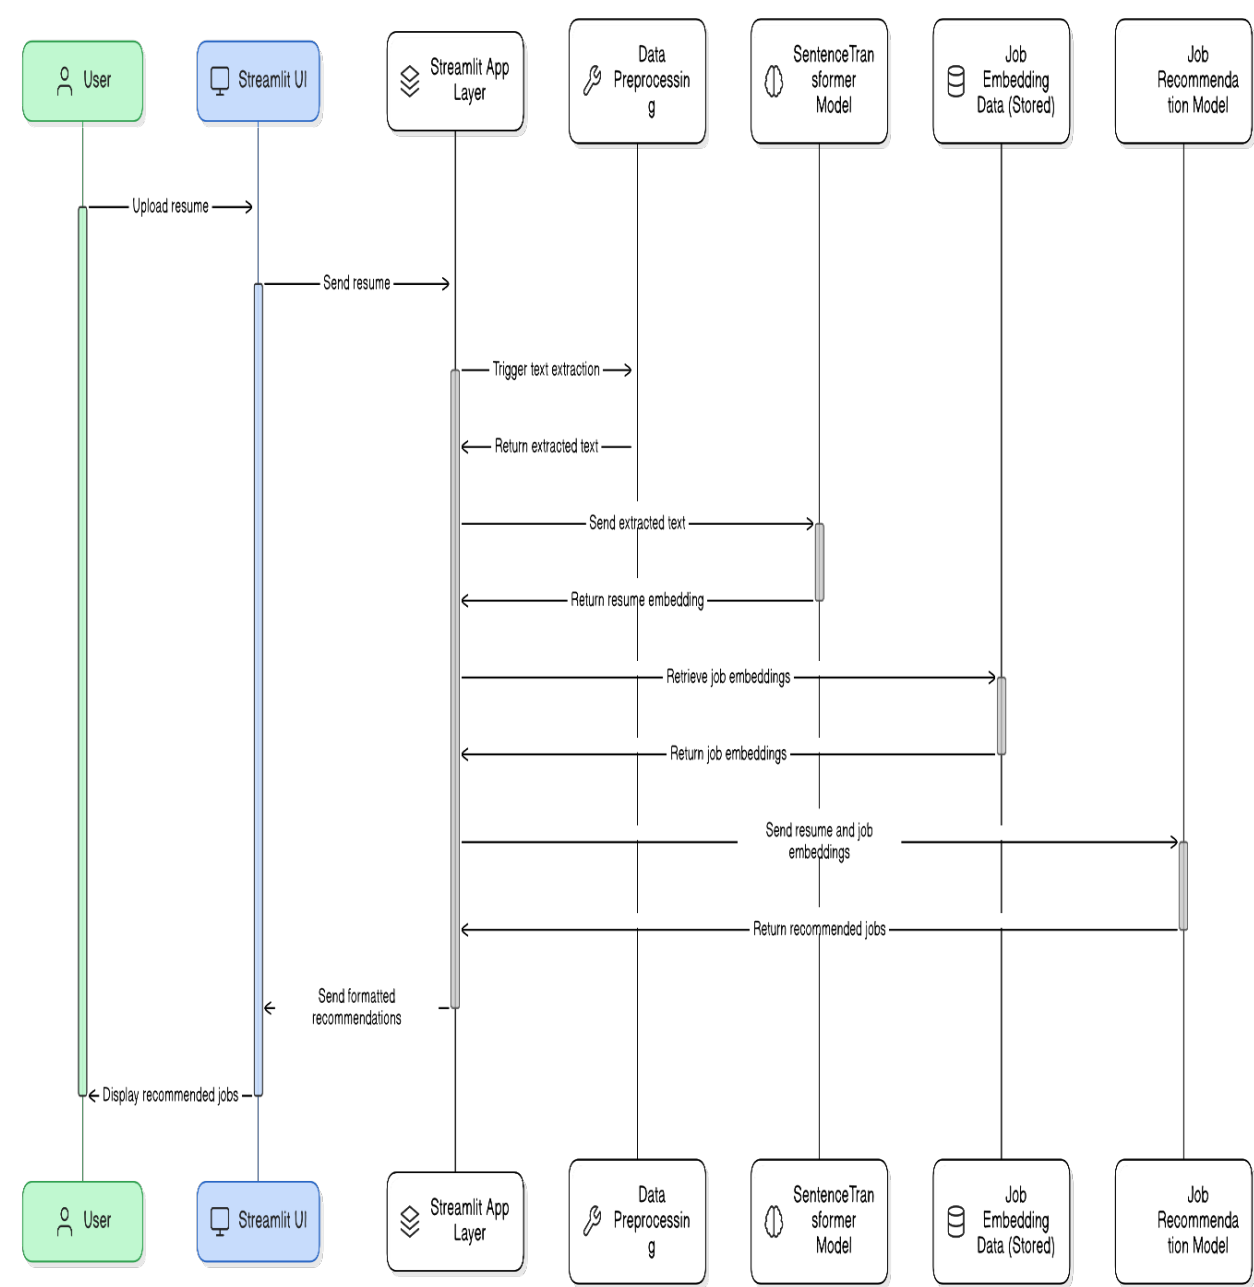 User
Streamlit UI
Streamlit App
Layer
Data
Preprocessin
g
SentenceTran
sformer
Model
Job
Embedding
Data (Stored)
Job
Recommenda
tion Model
Upload resume
Send resume
Trigger text extraction
Return extracted text
Send extracted text
Return resume embedding
Retrieve job embeddings
Return job embeddings
Send resume and job
embeddings
Return recommended jobs
Send formatted
recommendations
Display recommended jobs
User
Streamlit UI
Streamlit App
Layer
Data
Preprocessin
g
SentenceTran
sformer
Model
Job
Embedding
Data (Stored)
Job
Recommenda
tion Model